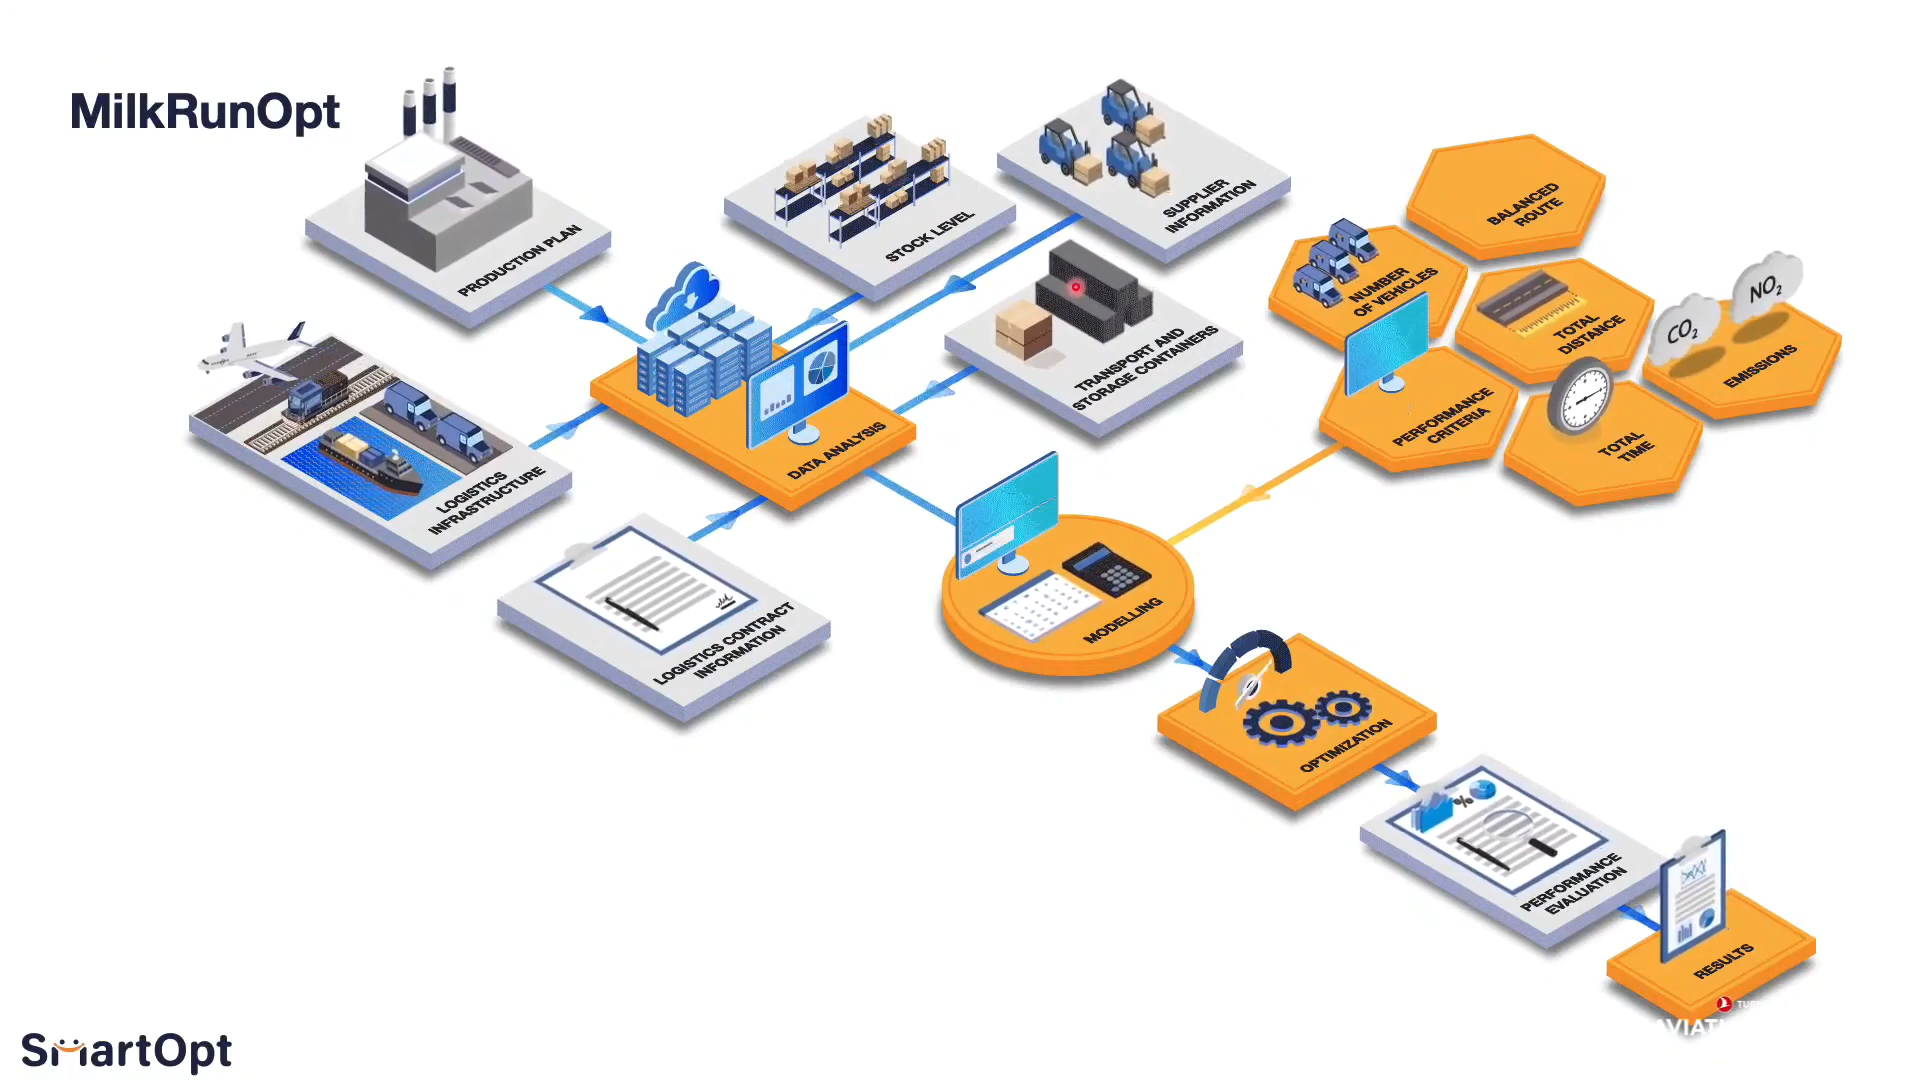 MilkRunOpt
PRODUCTION PLAN
STOCK LEVEL
SUPPLIER
INFORMATION
BALANCED
ROUTE
NUMBER
OF VEHICLES
TOTAL
DISTANCE
CO₂
NO₂
EMISSIONS
TRANSPORT AND
STORAGE CONTAINERS
PERFORMANCE
CRITERIA
TOTAL
TIME
DATA ANALYSIS
LOGISTICS
INFRASTRUCTURE
LOGISTICS CONTRACT
INFORMATION
MODELLING
OPTIMIZATION
%
PERFORMANCE
EVALUATION
RESULTS
SmartOpt